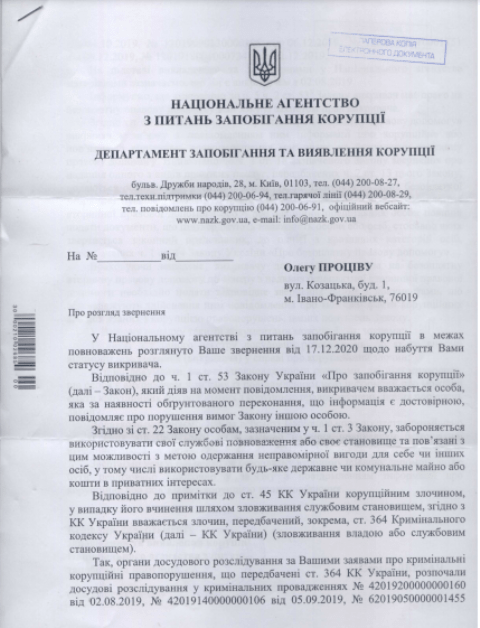 ПАПЕРОВА КОПІЯ
ЕЛЕКТРОННОГО ДОКУМЕНТА
НАЦІОНАЛЬНЕ АГЕНТСТВО
З ПИТАНЬ ЗАПОБІГАННЯ КОРУПЦІЇ
ДЕПАРТАМЕНТ ЗАПОБІГАННЯ ТА ВИЯВЛЕННЯ КОРУПЦІЇ
бульв. Дружби народів, 28, м. Київ, 01103, тел. (044) 200-08-27,
тел.техн.підтримки (044) 200-06-94, тел.гарячої лінії (044) 200-08-29,
тел. повідомлень про корупцію (044) 200-06-91, офіційний вебсайт:
www.nazk.gov.ua, e-mail: info@nazk.gov.ua
На №__________від__________
Олегу ПРОЦІВУ
вул. Козацька, буд. 1,
м. Івано-Франківськ, 76019
Про розгляд звернення
У Національному агентстві з питань запобігання корупції в межах
повноважень розглянуто Ваше звернення від 17.12.2020 щодо набуття Вами
статусу викривача.
Відповідно до ч. 1 ст. 53 Закону України «Про запобігання корупції»
(далі – Закон), який діяв на момент повідомлення, викривачем вважається особа,
яка за наявності обґрунтованого переконання, що інформація є достовірною,
повідомляє про порушення вимог Закону іншою особою.
Згідно зі ст. 22 Закону особам, зазначеним у ч. 1 ст. 3 Закону, забороняється
використовувати свої службові повноваження або своє становище та пов’язані з
цим можливості з метою одержання неправомірної вигоди для себе чи інших
осіб, у тому числі використовувати будь-яке державне чи комунальне майно або
кошти в приватних інтересах.
Відповідно до примітки до ст. 45 КК України корупційним злочином,
у випадку його вчинення шляхом зловживання службовим становищем, згідно з
КК України вважається злочин, передбачений, зокрема, ст. 364 Кримінального
кодексу України (далі – КК України) (зловживання владою або службовим
становищем).
Так, органи досудового розслідування за Вашими заявами про кримінальні
корупційні правопорушення, що передбачені ст. 364 КК України, розпочали
досудові розслідування у кримінальних провадженнях № 42019200000000160
від 02.08.2019, № 42019140000000106 від 05.09.2019, № 62019050000001455